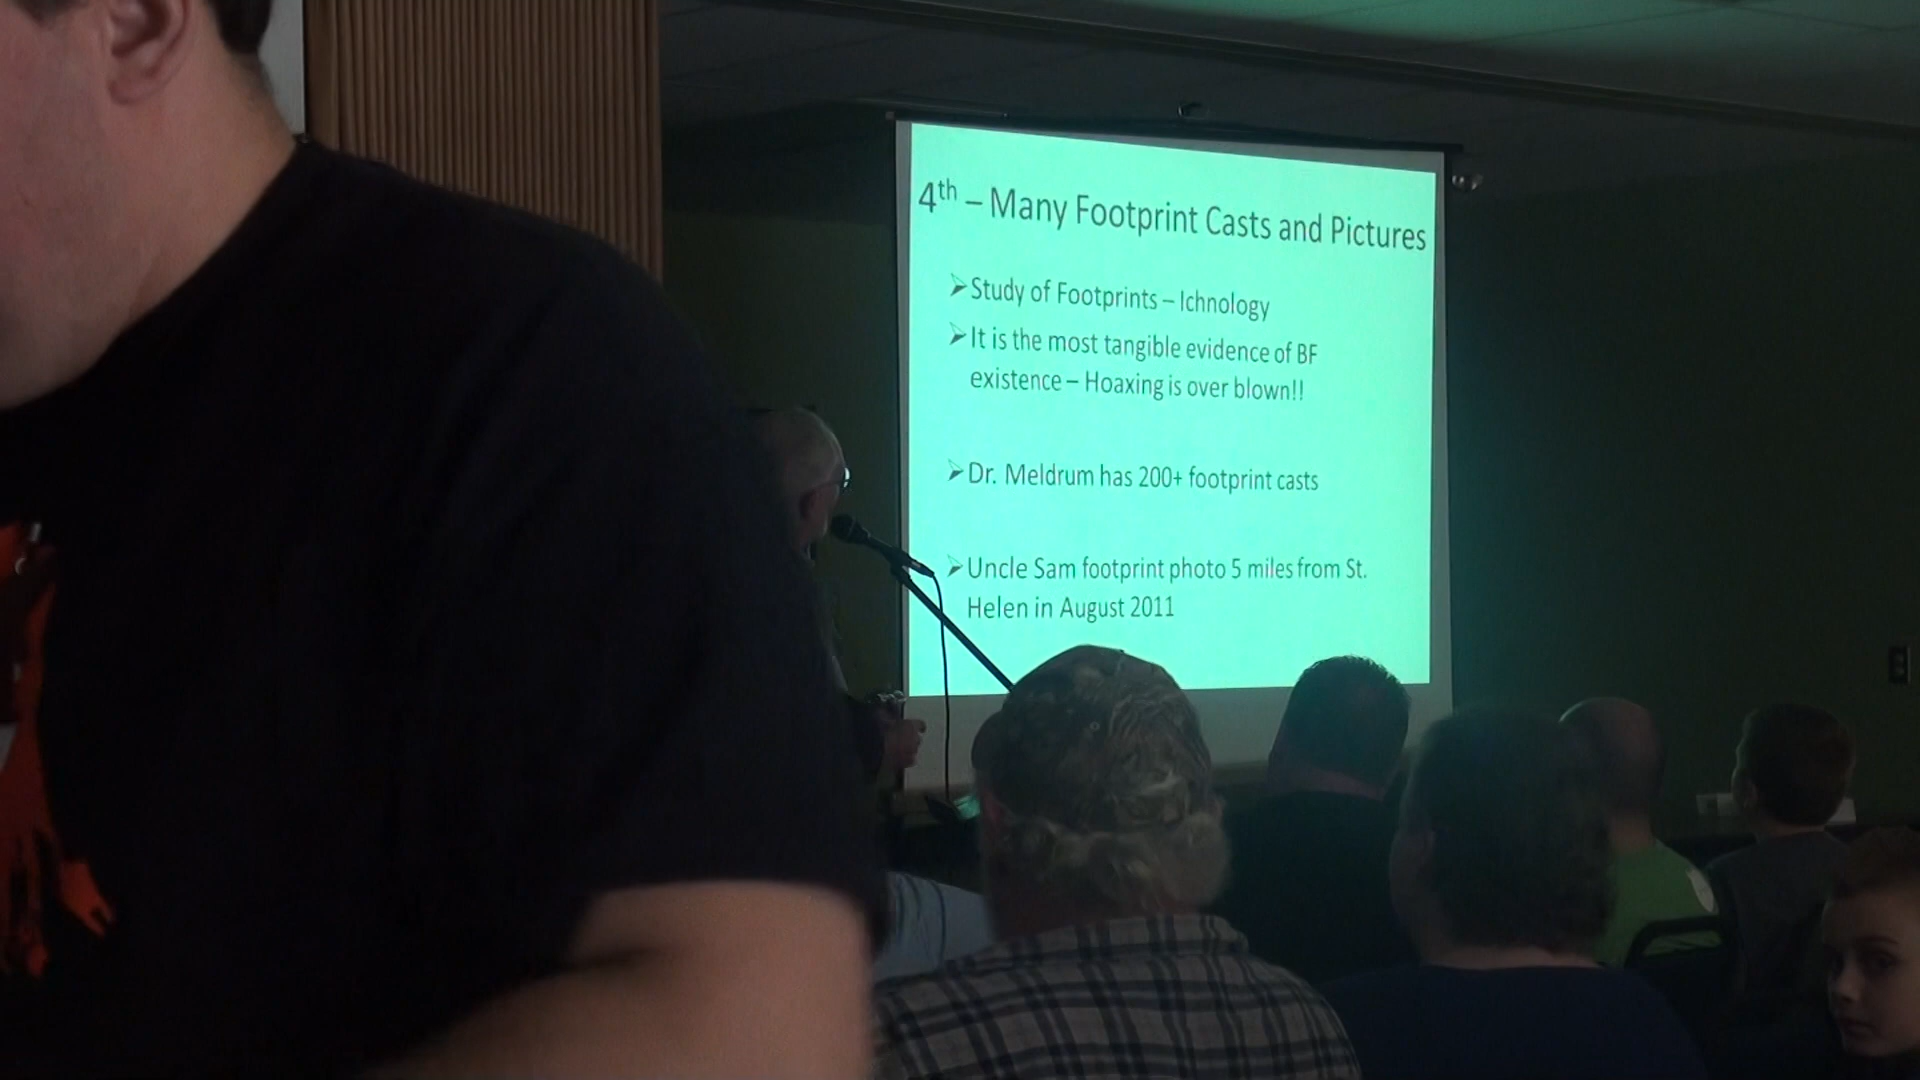 4th – Many Footprint Casts and Pictures
➢Study of Footprints – Ichnology
➢It is the most tangible evidence of BF
existence – Hoaxing is over blown!!
➢Dr. Meldrum has 200+ footprint casts
➢Uncle Sam footprint photo 5 miles from St.
Helen in August 2011